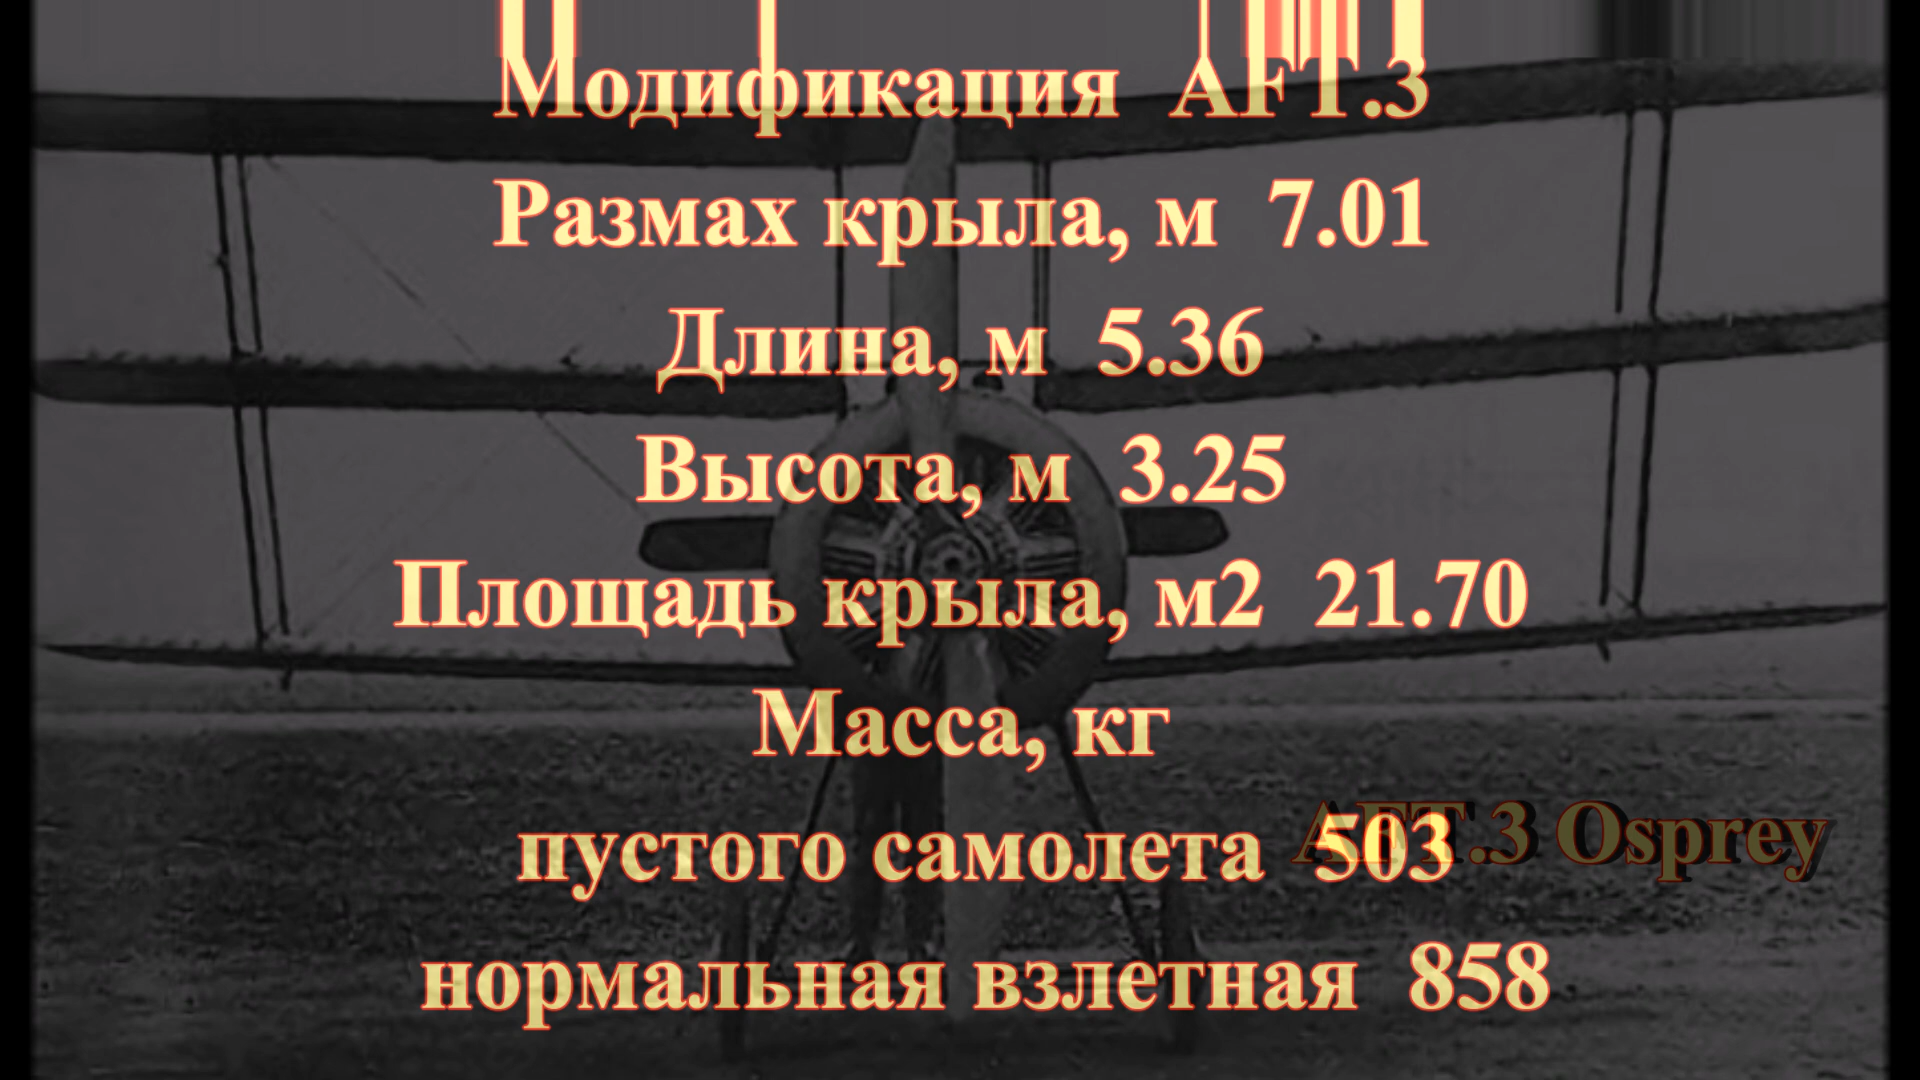 Модификация AFT.3
Размах крыла, м 7.01
Длина, м 5.36
Высота, м 3.25
Площадь крыла, м2 21.70
Масса, кг
пустого самолета 503
AFT.3 Osprey
нормальная взлетная 858